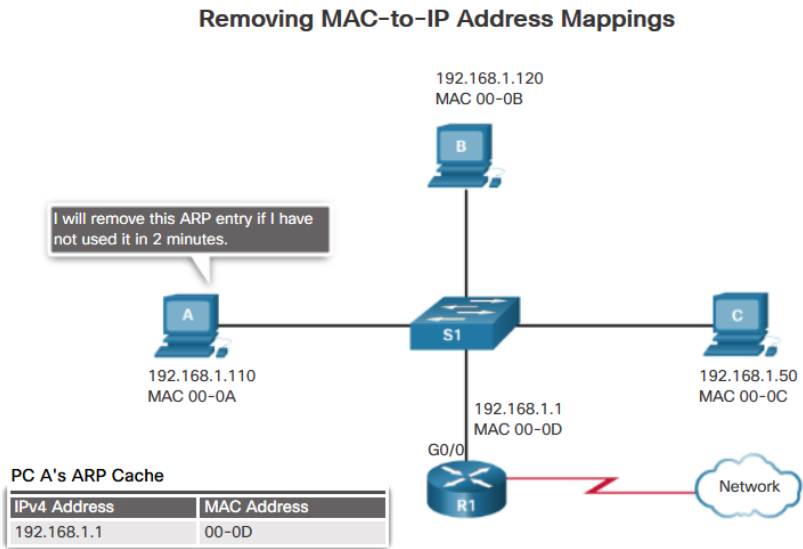 Removing MAC-to-IP Address Mappings
192.168.1.120
MAC 00-0B
B
I will remove this ARP entry if I have
not used it in 2 minutes.
A
S1
C
192.168.1.110
MAC 00-0A
192.168.1.50
MAC 00-0C
192.168.1.1
MAC 00-0D
G0/0
R1
Network
PC A's ARP Cache
IPv4 Address MAC Address
192.168.1.1 00-0D